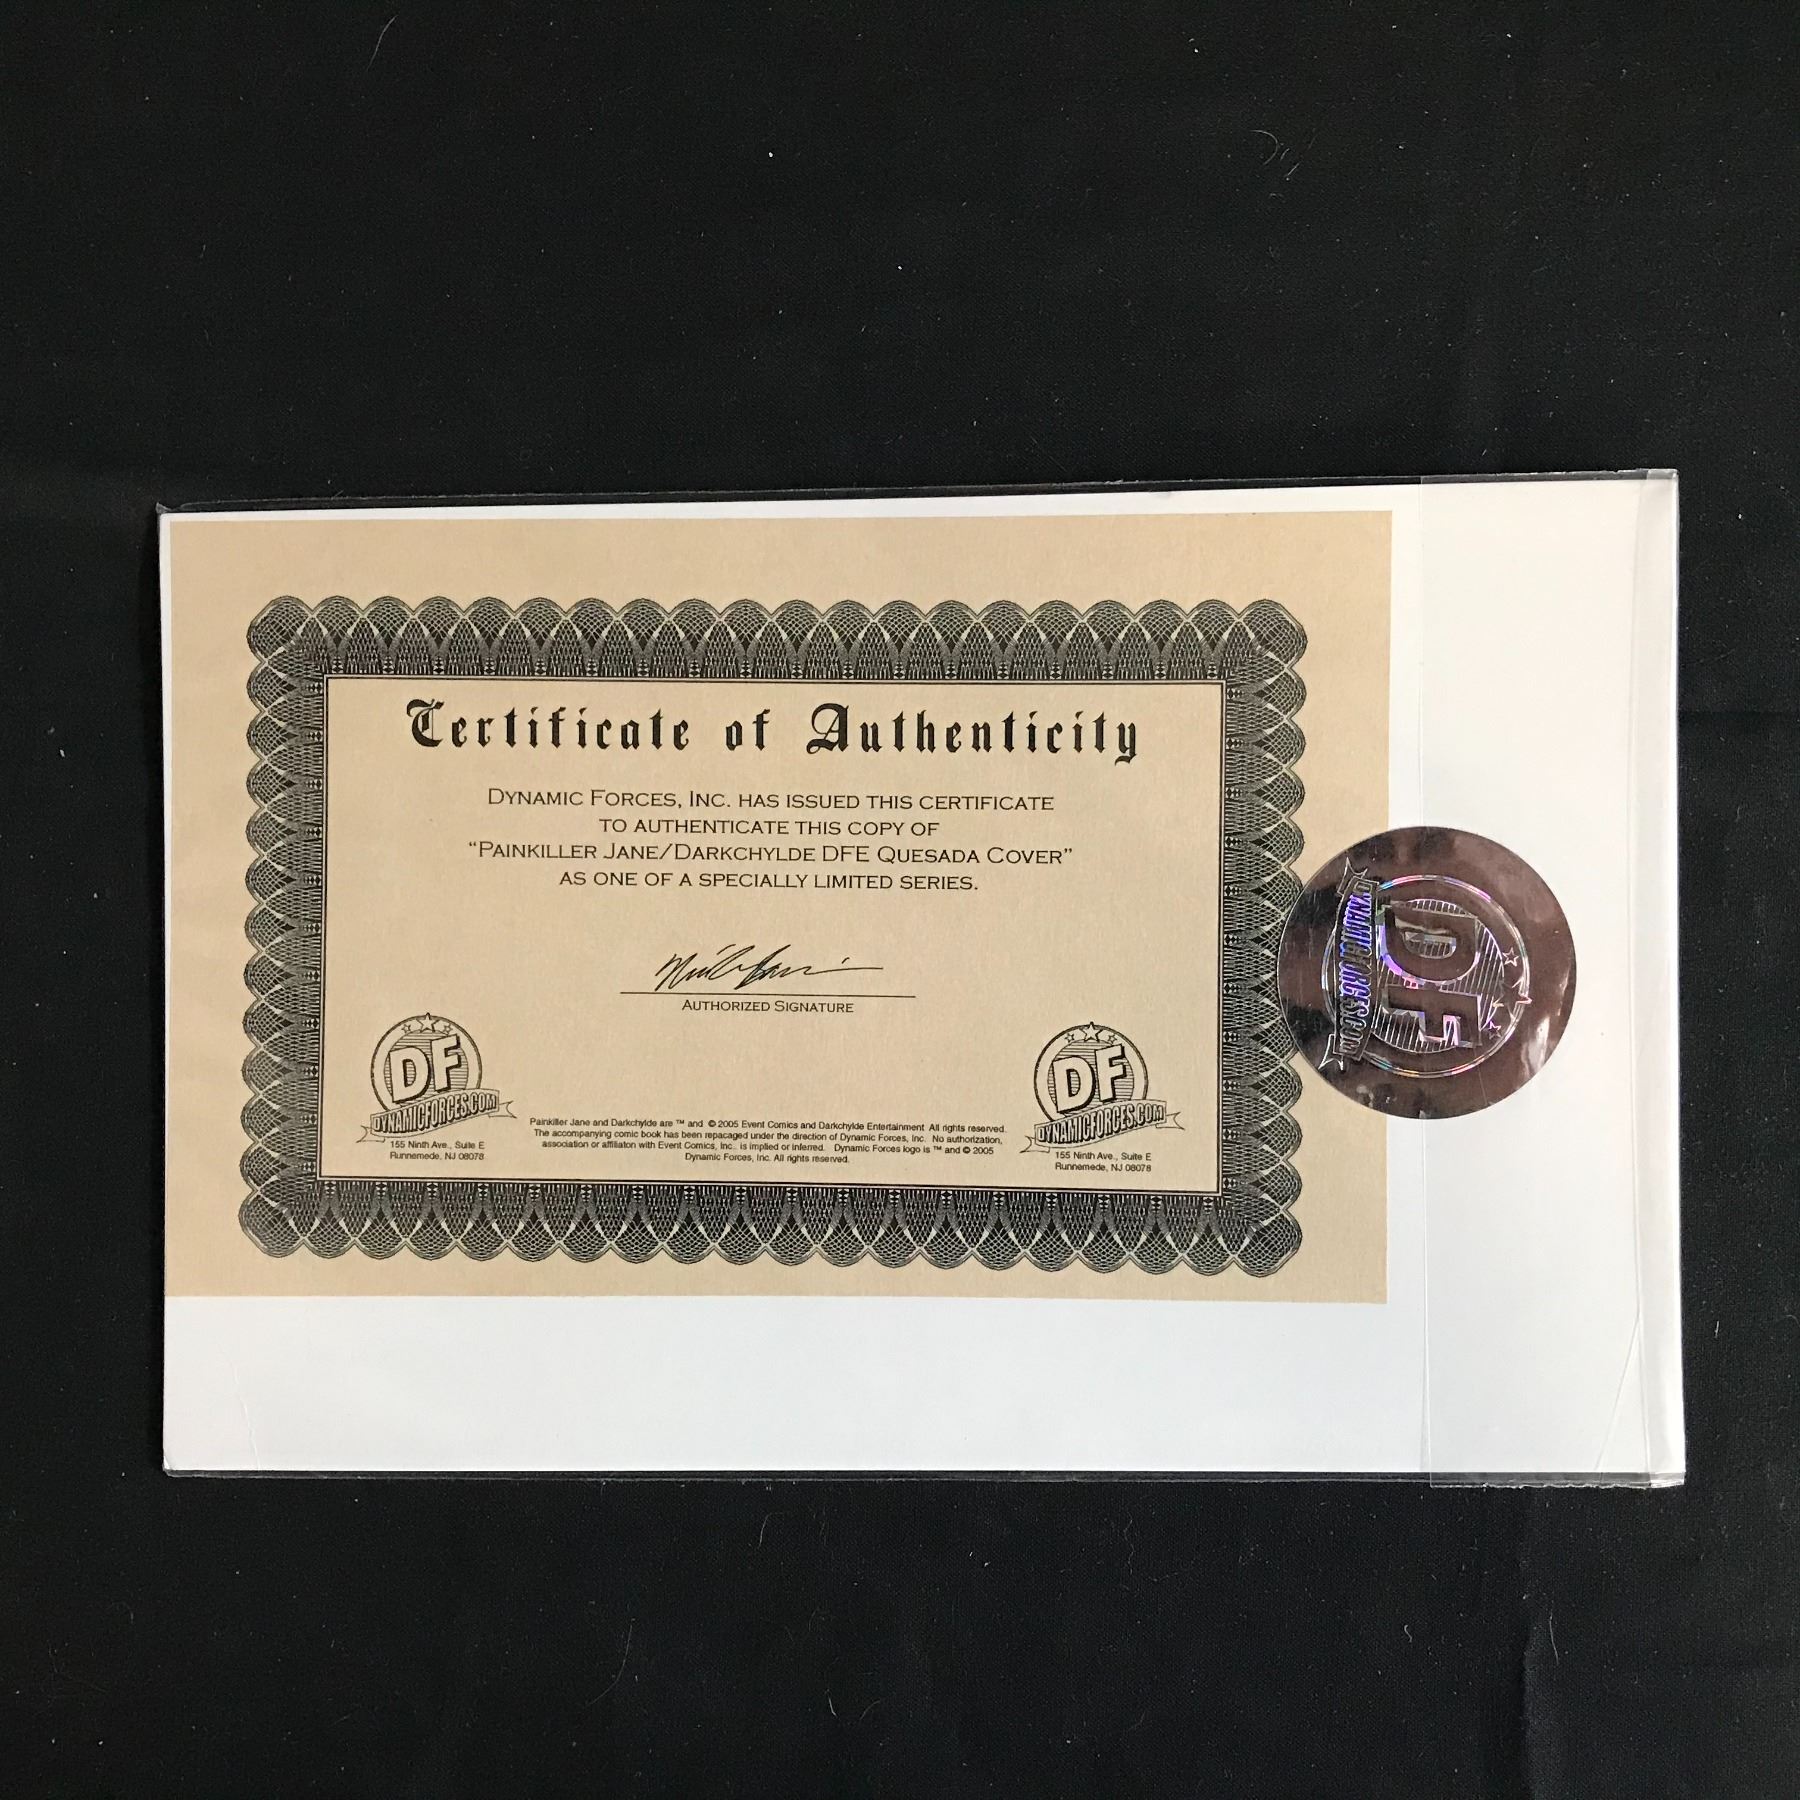 Certificate of Authenticity
DYNAMIC FORCES, INC. HAS ISSUED THIS CERTIFICATE
TO AUTHENTICATE THIS COPY OF
“PAINKILLER JANE/DARKCHYLDE DFE QUESADA COVER”
AS ONE OF A SPECIALLY LIMITED SERIES.
AUTHORIZED SIGNATURE
DF
DYNAMICFORCES.COM
155 Ninth Ave., Suite E
Runnemede, NJ 08078
Painkiller Jane and Darkchylde are ™ and © 2005 Event Comics and Darkchylde Entertainment All rights reserved.
The accompanying comic book has been repacaged under the direction of Dynamic Forces, Inc. No authorization,
association or affiliaton with Event Comics, Inc. is implied or inferred. Dynamic Forces logo is ™ and © 2005
Dynamic Forces, Inc. All rights reserved.
DF
DYNAMICFORCES.COM
155 Ninth Ave., Suite E
Runnemede, NJ 08078
DF
DYNAMICFORCES.COM